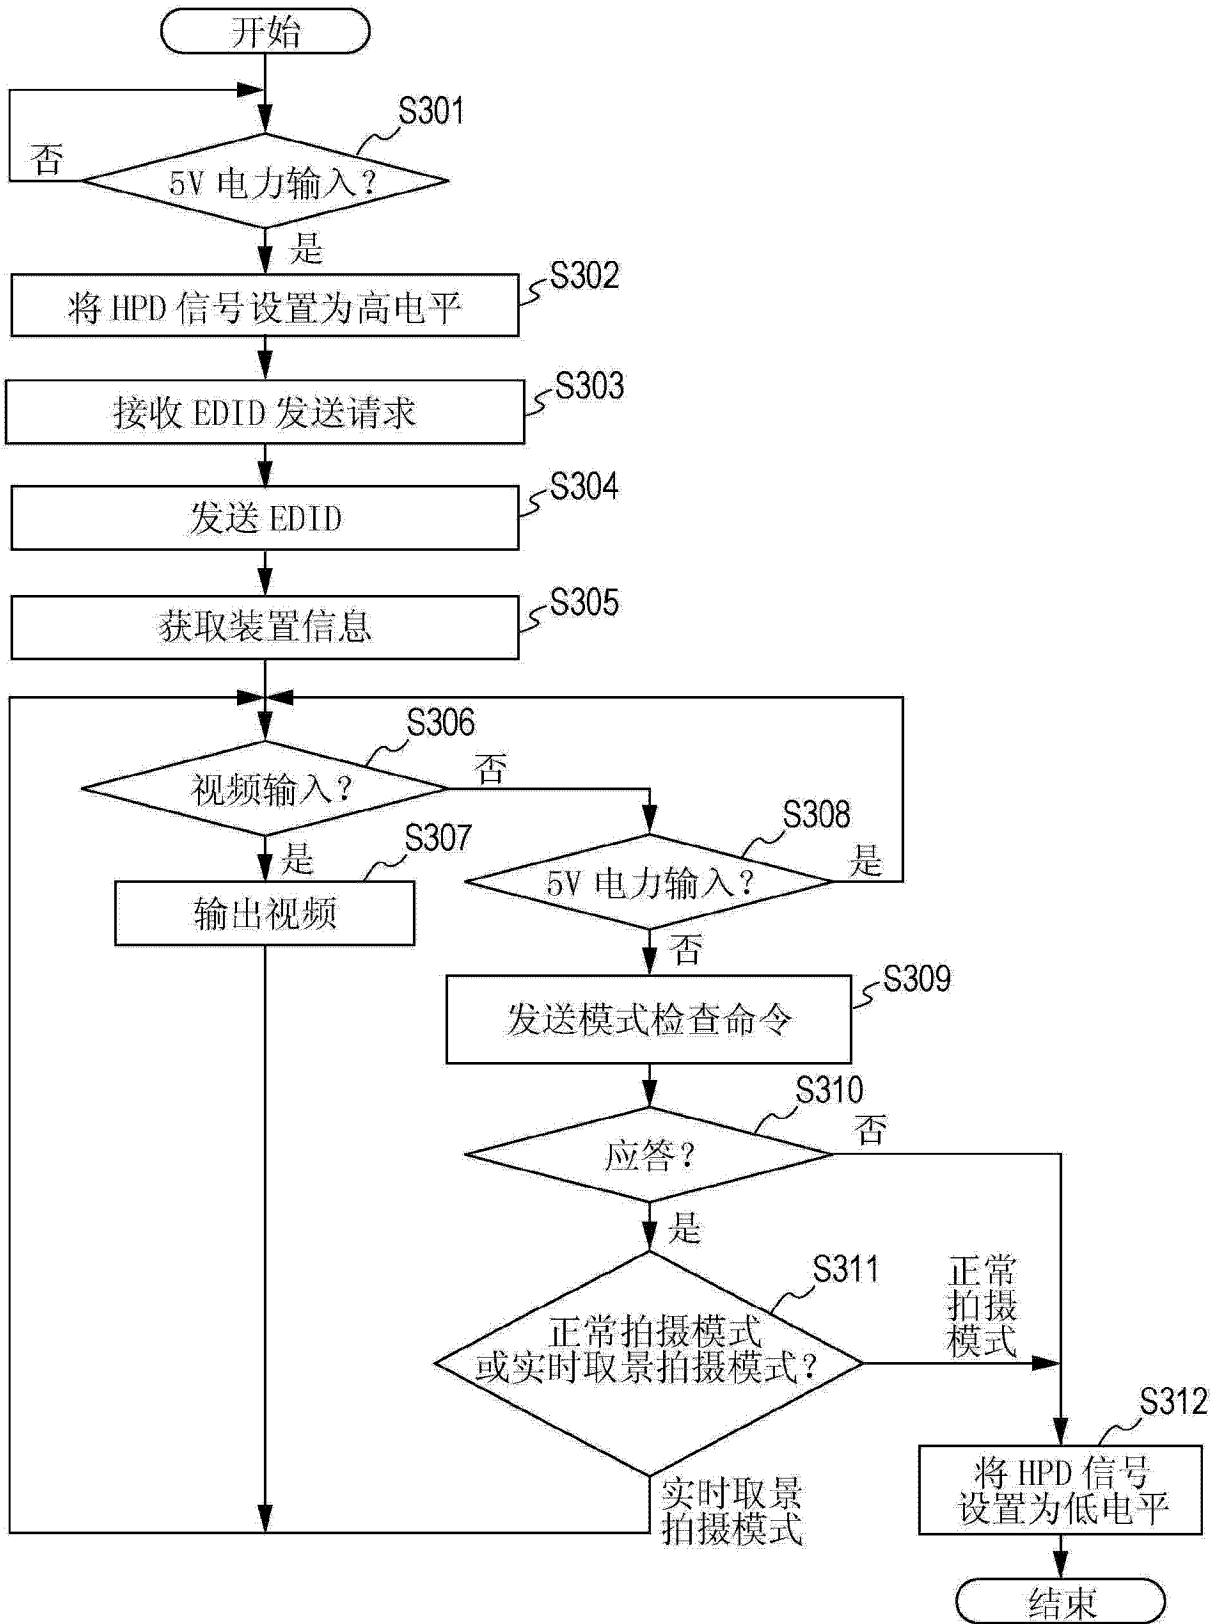 开始
S301
否
5V 电力输入？
是
S302
将 HPD 信号设置为高电平
S303
接收 EDID 发送请求
S304
发送 EDID
S305
获取装置信息
S306
视频输入？
否
是
S307
输出视频
S308
5V 电力输入？
是
否
S309
发送模式检查命令
S310
应答？
否
是
S311
正常拍摄模式
或实时取景拍摄模式？
正常
拍摄
模式
实时取景
拍摄模式
S312
将 HPD 信号
设置为低电平
结束